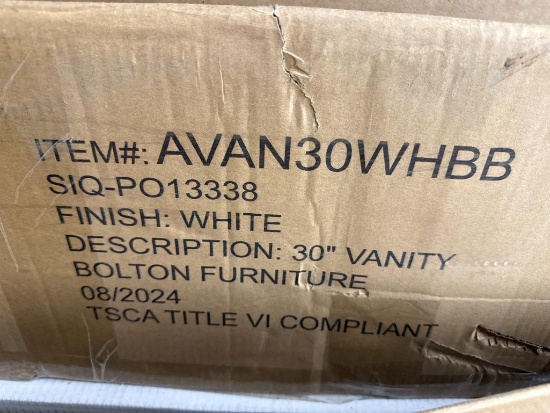 ITEM#: AVAN30WHBB
SIQ-PO13338
FINISH: WHITE
DESCRIPTION: 30" VANITY
BOLTON FURNITURE
08/2024
TSCA TITLE VI COMPLIANT